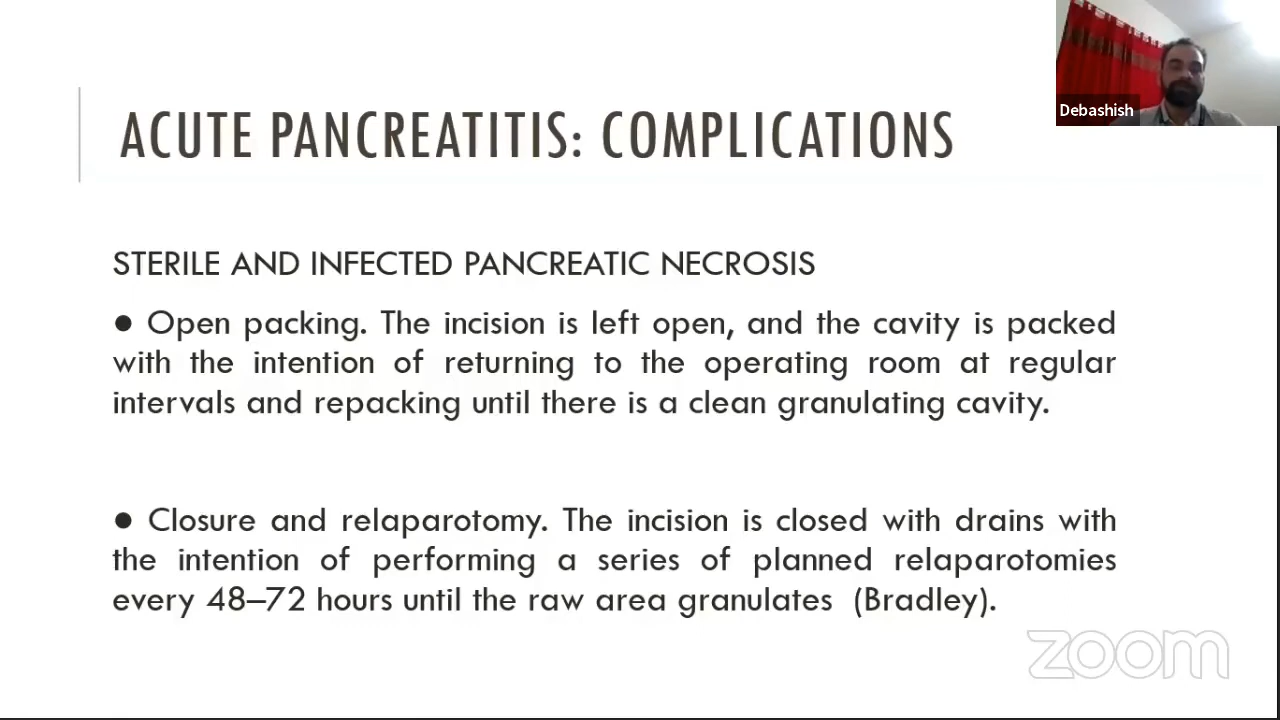 Debashish
ACUTE PANCREATITIS: COMPLICATIONS
STERILE AND INFECTED PANCREATIC NECROSIS
● Open packing. The incision is left open, and the cavity is packed
with the intention of returning to the operating room at regular
intervals and repacking until there is a clean granulating cavity.
● Closure and relaparotomy. The incision is closed with drains with
the intention of performing a series of planned relaparotomies
every 48–72 hours until the raw area granulates (Bradley).
zoom